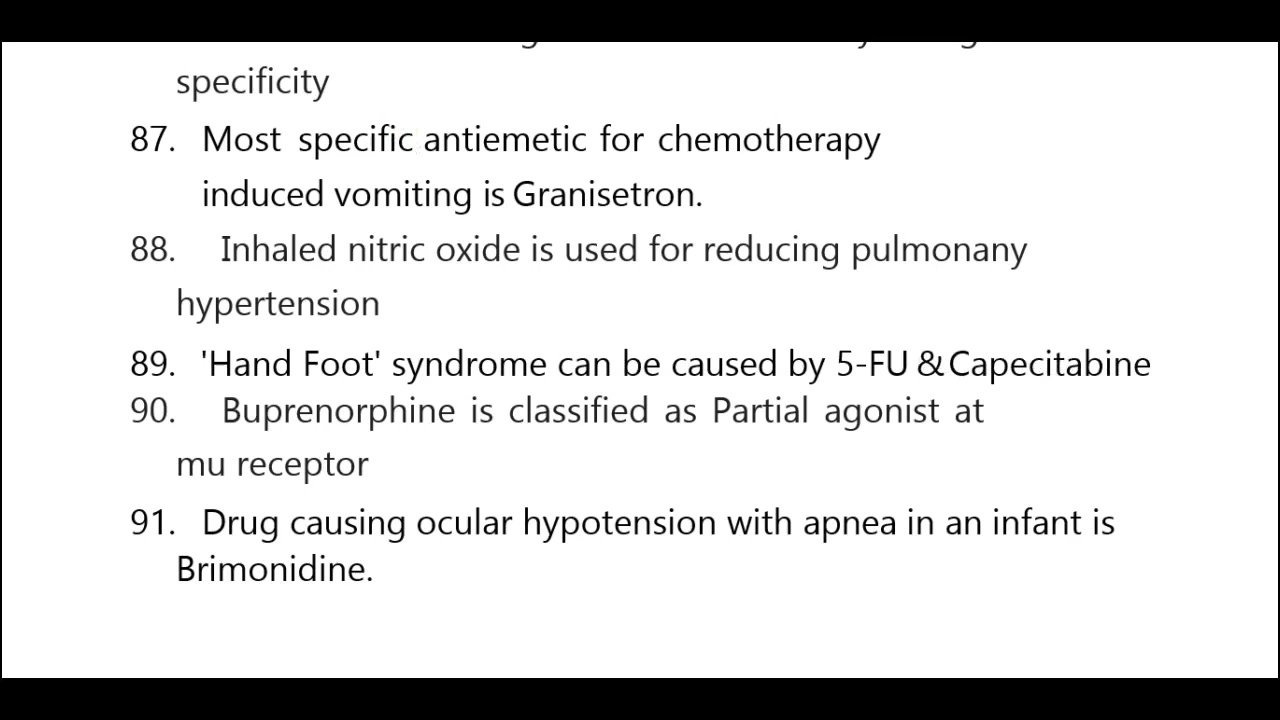 specificity
87. Most specific antiemetic for chemotherapy
induced vomiting is Granisetron.
88. Inhaled nitric oxide is used for reducing pulmonany
hypertension
89. 'Hand Foot' syndrome can be caused by 5-FU & Capecitabine
90. Buprenorphine is classified as Partial agonist at
mu receptor
91. Drug causing ocular hypotension with apnea in an infant is
Brimonidine.